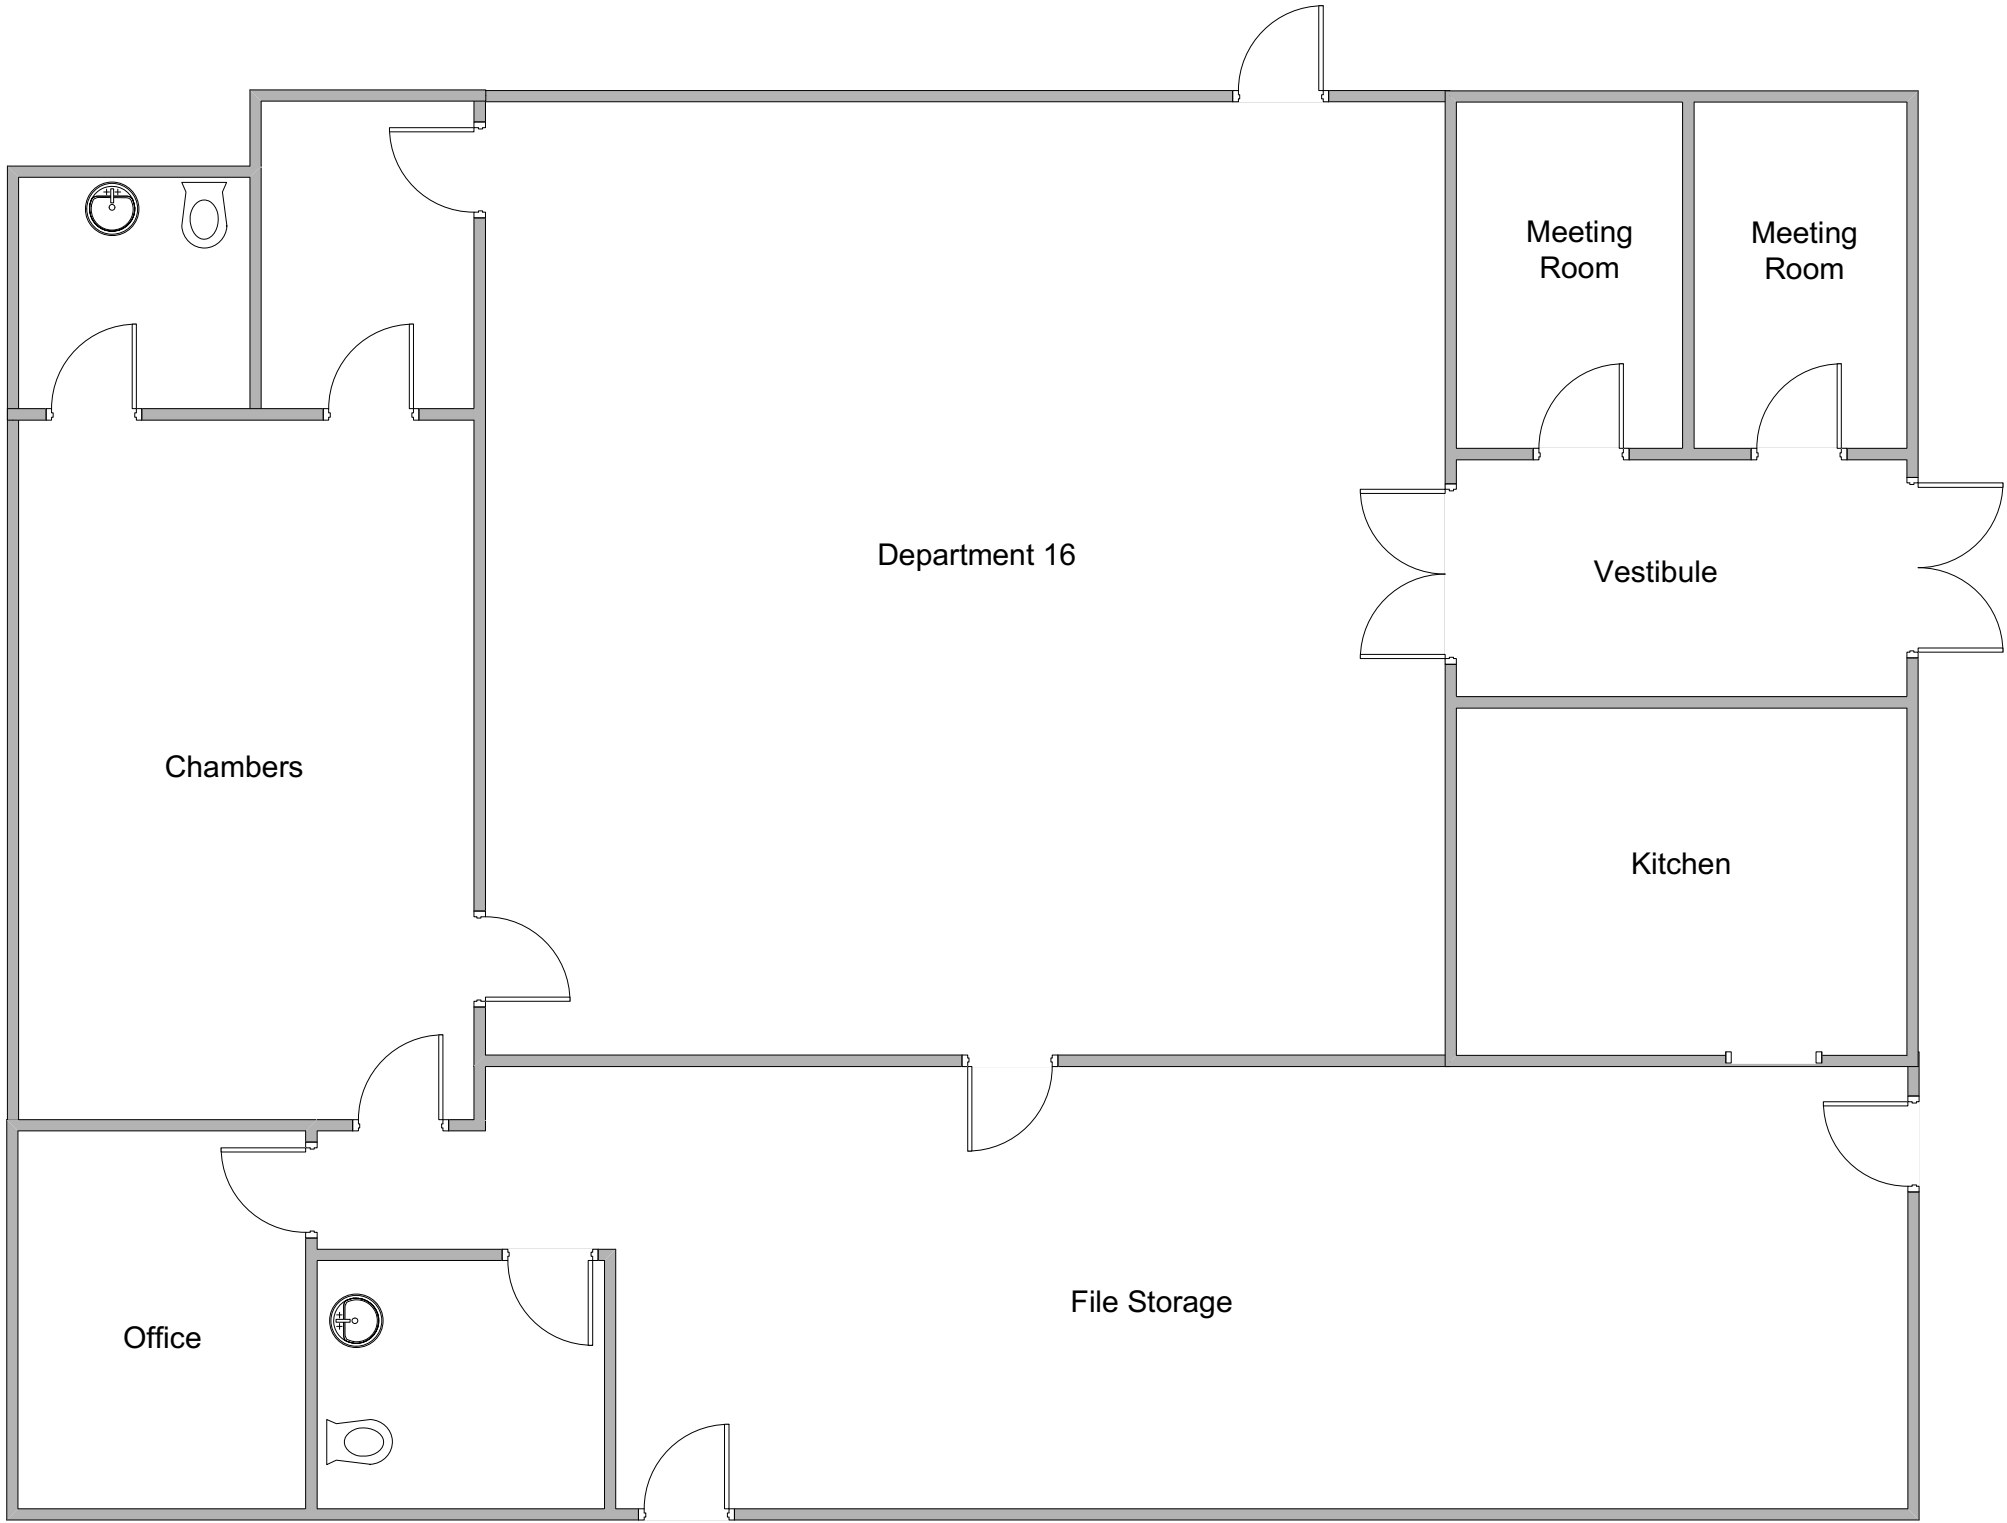 Meeting
Room
Meeting
Room
Department 16
Vestibule
Chambers
Kitchen
File Storage
Office